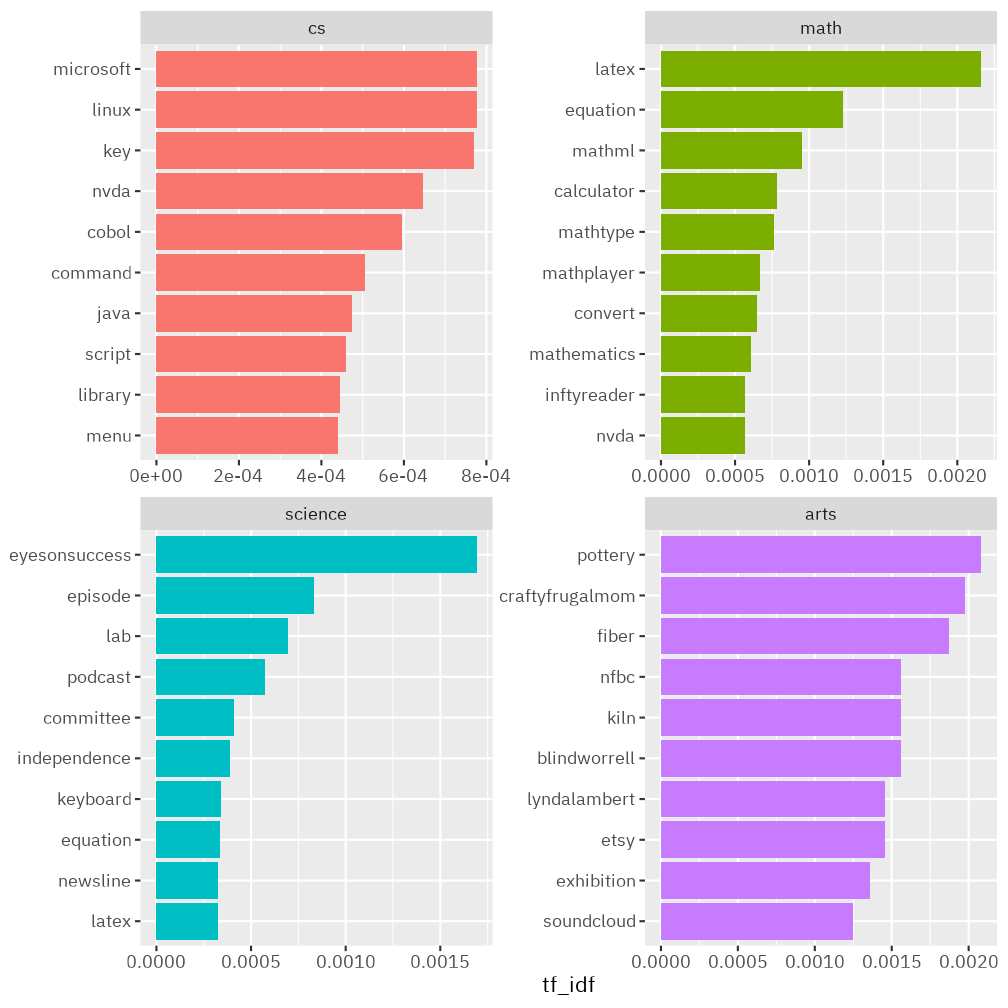 cs
microsoft
linux
key
nvda
cobol
command
java
script
library
menu
0e+00 2e-04 4e-04 6e-04 8e-04
math
latex
equation
mathml
calculator
mathtype
mathplayer
convert
mathematics
inftyreader
nvda
0.0000 0.0005 0.0010 0.0015 0.0020
science
eyesonsuccess
episode
lab
podcast
committee
independence
keyboard
equation
newsline
latex
0.0000 0.0005 0.0010 0.0015
arts
pottery
craftyfrugalmom
fiber
nfbc
kiln
blindworrell
lyndalambert
etsy
exhibition
soundcloud
0.0000 0.0005 0.0010 0.0015 0.0020
tf_idf